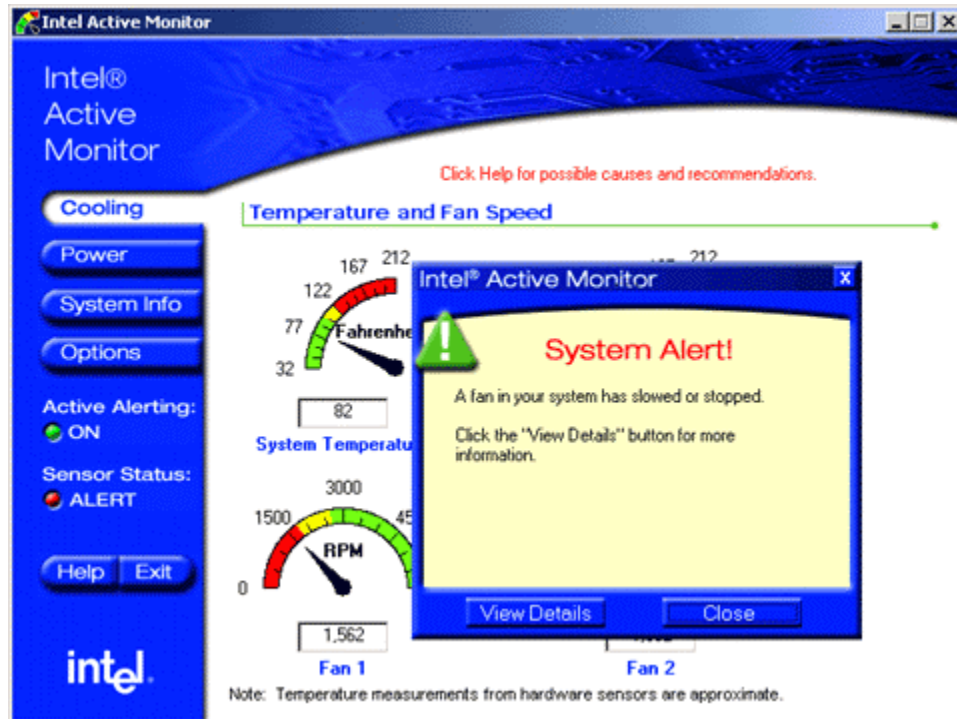 Intel Active Monitor
Intel®
Active
Monitor
Click Help for possible causes and recommendations.
Cooling
Power
System Info
Options
Active Alerting:
ON
Sensor Status:
ALERT
Help Exit
intel.
Temperature and Fan Speed
32 77 122 167 212
Fahrenhe
82
System Temperatu
212
0 1500 3000 45
RPM
1,562
Fan 1
Fan 2
Note: Temperature measurements from hardware sensors are approximate.
Intel® Active Monitor
System Alert!
A fan in your system has slowed or stopped.
Click the "View Details" button for more
information.
View Details Close